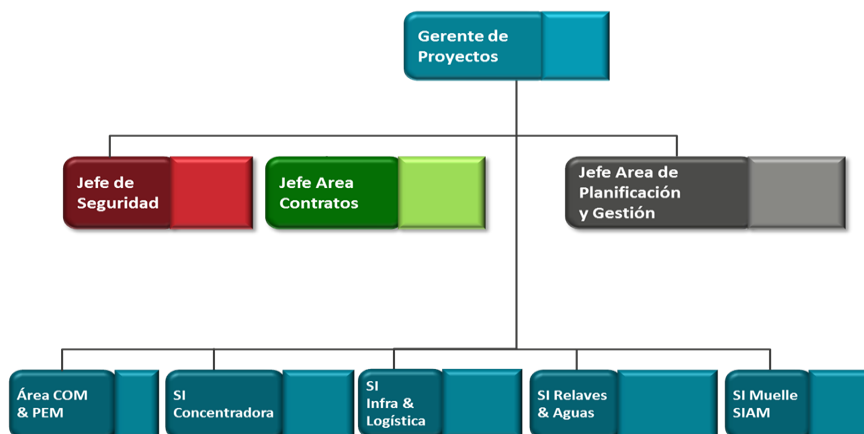 Gerente de
Proyectos
Jefe de
Seguridad
Jefe Area
Contratos
Jefe Area de
Planificación
y Gestión
Área COM
& PEM
SI
Concentradora
SI
Infra &
Logística
SI Relaves
& Aguas
SI Muelle
SIAM